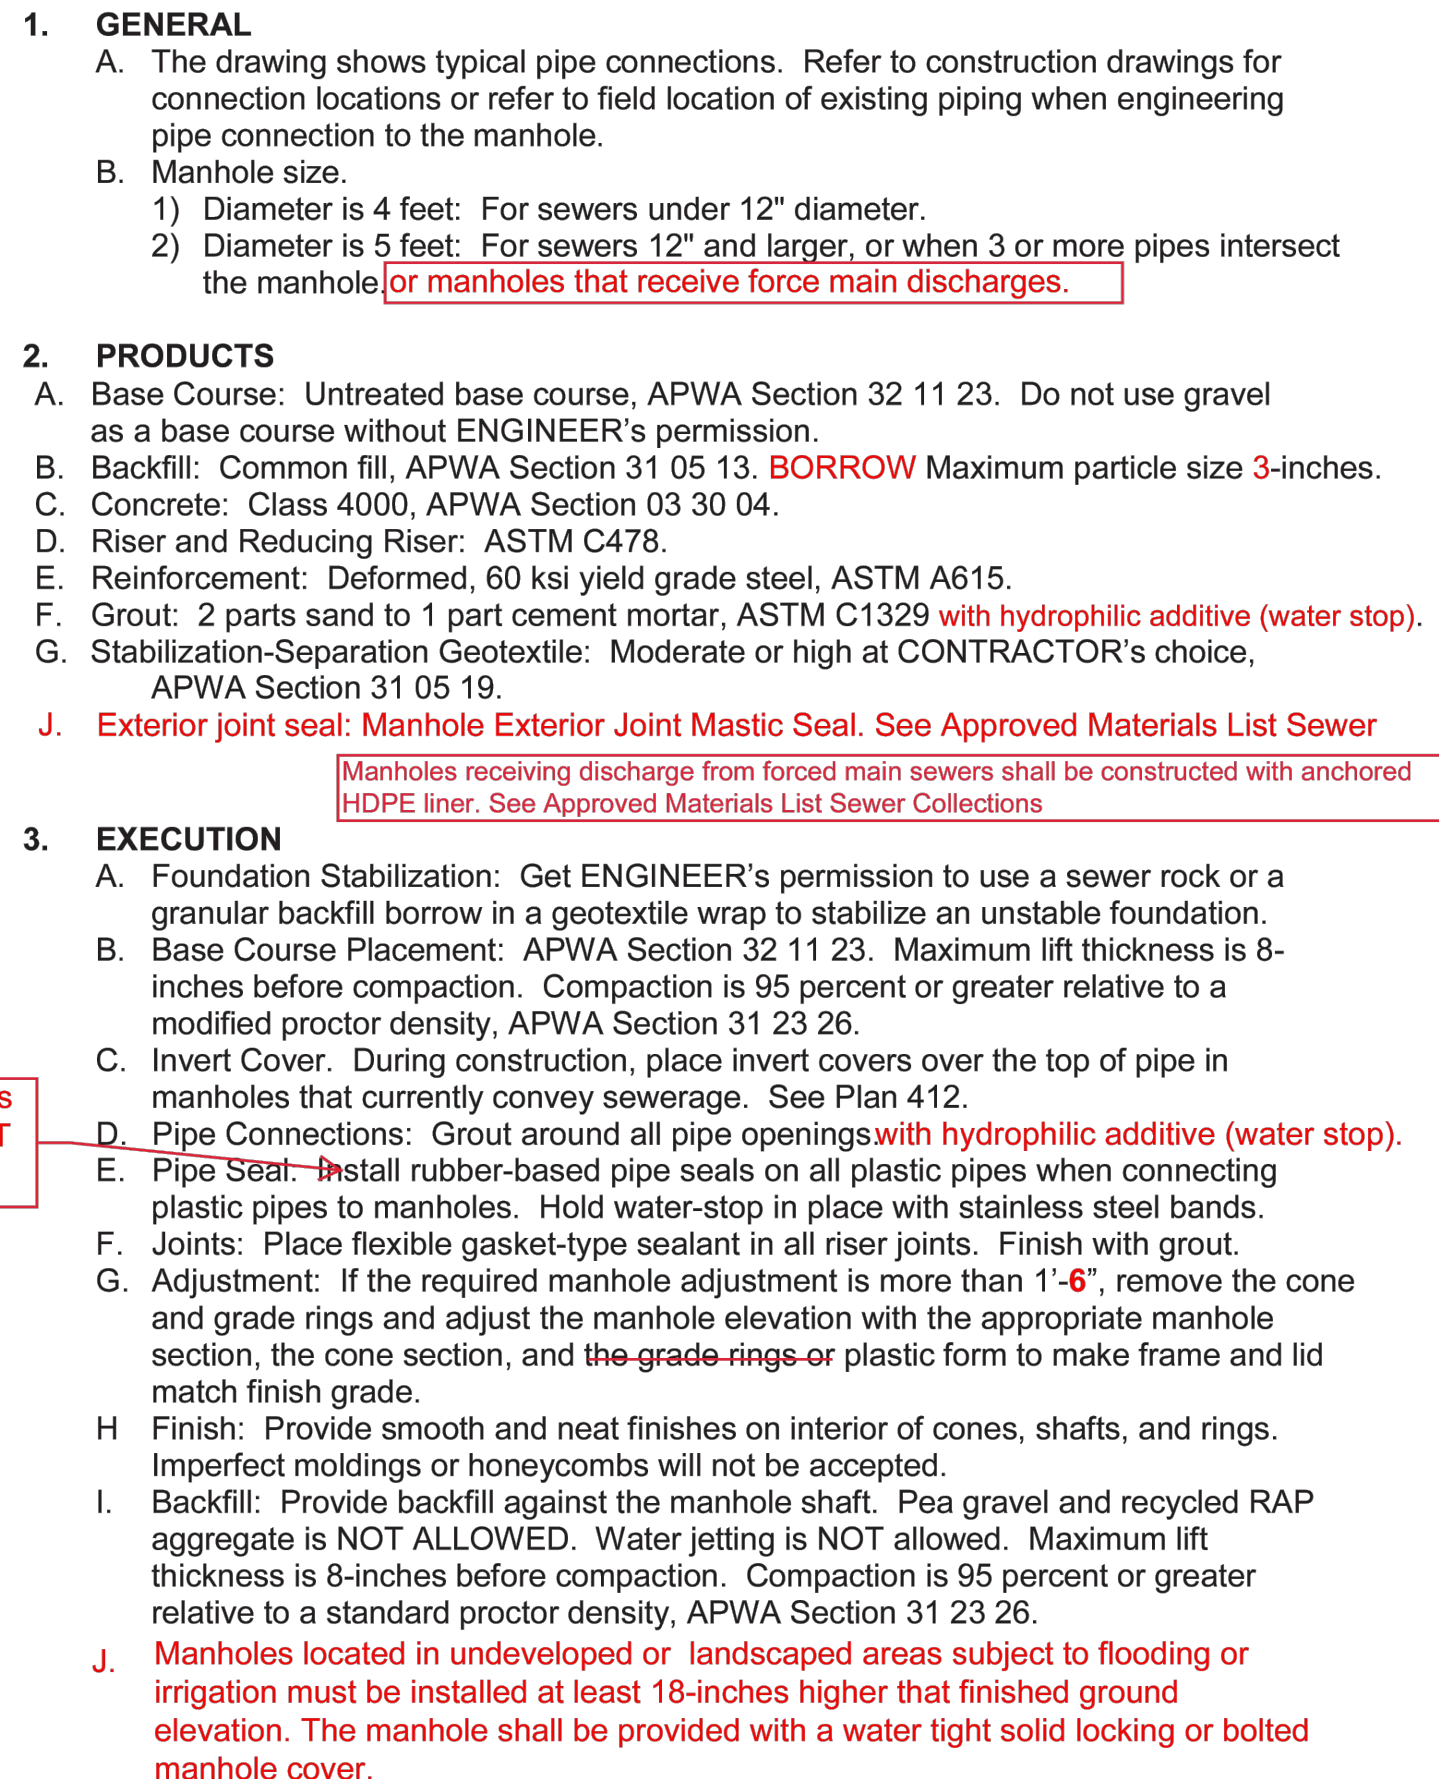 1. GENERAL
A. The drawing shows typical pipe connections. Refer to construction drawings for
connection locations or refer to field location of existing piping when engineering
pipe connection to the manhole.
B. Manhole size.
1) Diameter is 4 feet: For sewers under 12" diameter.
2) Diameter is 5 feet: For sewers 12" and larger, or when 3 or more pipes intersect
the manhole. or manholes that receive force main discharges.
2. PRODUCTS
A. Base Course: Untreated base course, APWA Section 32 11 23. Do not use gravel
as a base course without ENGINEER’s permission.
B. Backfill: Common fill, APWA Section 31 05 13. BORROW Maximum particle size 3-inches.
C. Concrete: Class 4000, APWA Section 03 30 04.
D. Riser and Reducing Riser: ASTM C478.
E. Reinforcement: Deformed, 60 ksi yield grade steel, ASTM A615.
F. Grout: 2 parts sand to 1 part cement mortar, ASTM C1329 with hydrophilic additive (water stop).
G. Stabilization-Separation Geotextile: Moderate or high at CONTRACTOR’s choice,
APWA Section 31 05 19.
J. Exterior joint seal: Manhole Exterior Joint Mastic Seal. See Approved Materials List Sewer
Manholes receiving discharge from forced main sewers shall be constructed with anchored
HDPE liner. See Approved Materials List Sewer Collections
3. EXECUTION
A. Foundation Stabilization: Get ENGINEER’s permission to use a sewer rock or a
granular backfill borrow in a geotextile wrap to stabilize an unstable foundation.
B. Base Course Placement: APWA Section 32 11 23. Maximum lift thickness is 8-
inches before compaction. Compaction is 95 percent or greater relative to a
modified proctor density, APWA Section 31 23 26.
C. Invert Cover. During construction, place invert covers over the top of pipe in
manholes that currently convey sewerage. See Plan 412.
D. Pipe Connections: Grout around all pipe openings.with hydrophilic additive (water stop).
E. Pipe Seal: Install rubber-based pipe seals on all plastic pipes when connecting
plastic pipes to manholes. Hold water-stop in place with stainless steel bands.
F. Joints: Place flexible gasket-type sealant in all riser joints. Finish with grout.
G. Adjustment: If the required manhole adjustment is more than 1’-6”, remove the cone
and grade rings and adjust the manhole elevation with the appropriate manhole
section, the cone section, and the grade rings or plastic form to make frame and lid
match finish grade.
H Finish: Provide smooth and neat finishes on interior of cones, shafts, and rings.
Imperfect moldings or honeycombs will not be accepted.
I. Backfill: Provide backfill against the manhole shaft. Pea gravel and recycled RAP
aggregate is NOT ALLOWED. Water jetting is NOT allowed. Maximum lift
thickness is 8-inches before compaction. Compaction is 95 percent or greater
relative to a standard proctor density, APWA Section 31 23 26.
J. Manholes located in undeveloped or landscaped areas subject to flooding or
irrigation must be installed at least 18-inches higher that finished ground
elevation. The manhole shall be provided with a water tight solid locking or bolted
manhole cover.